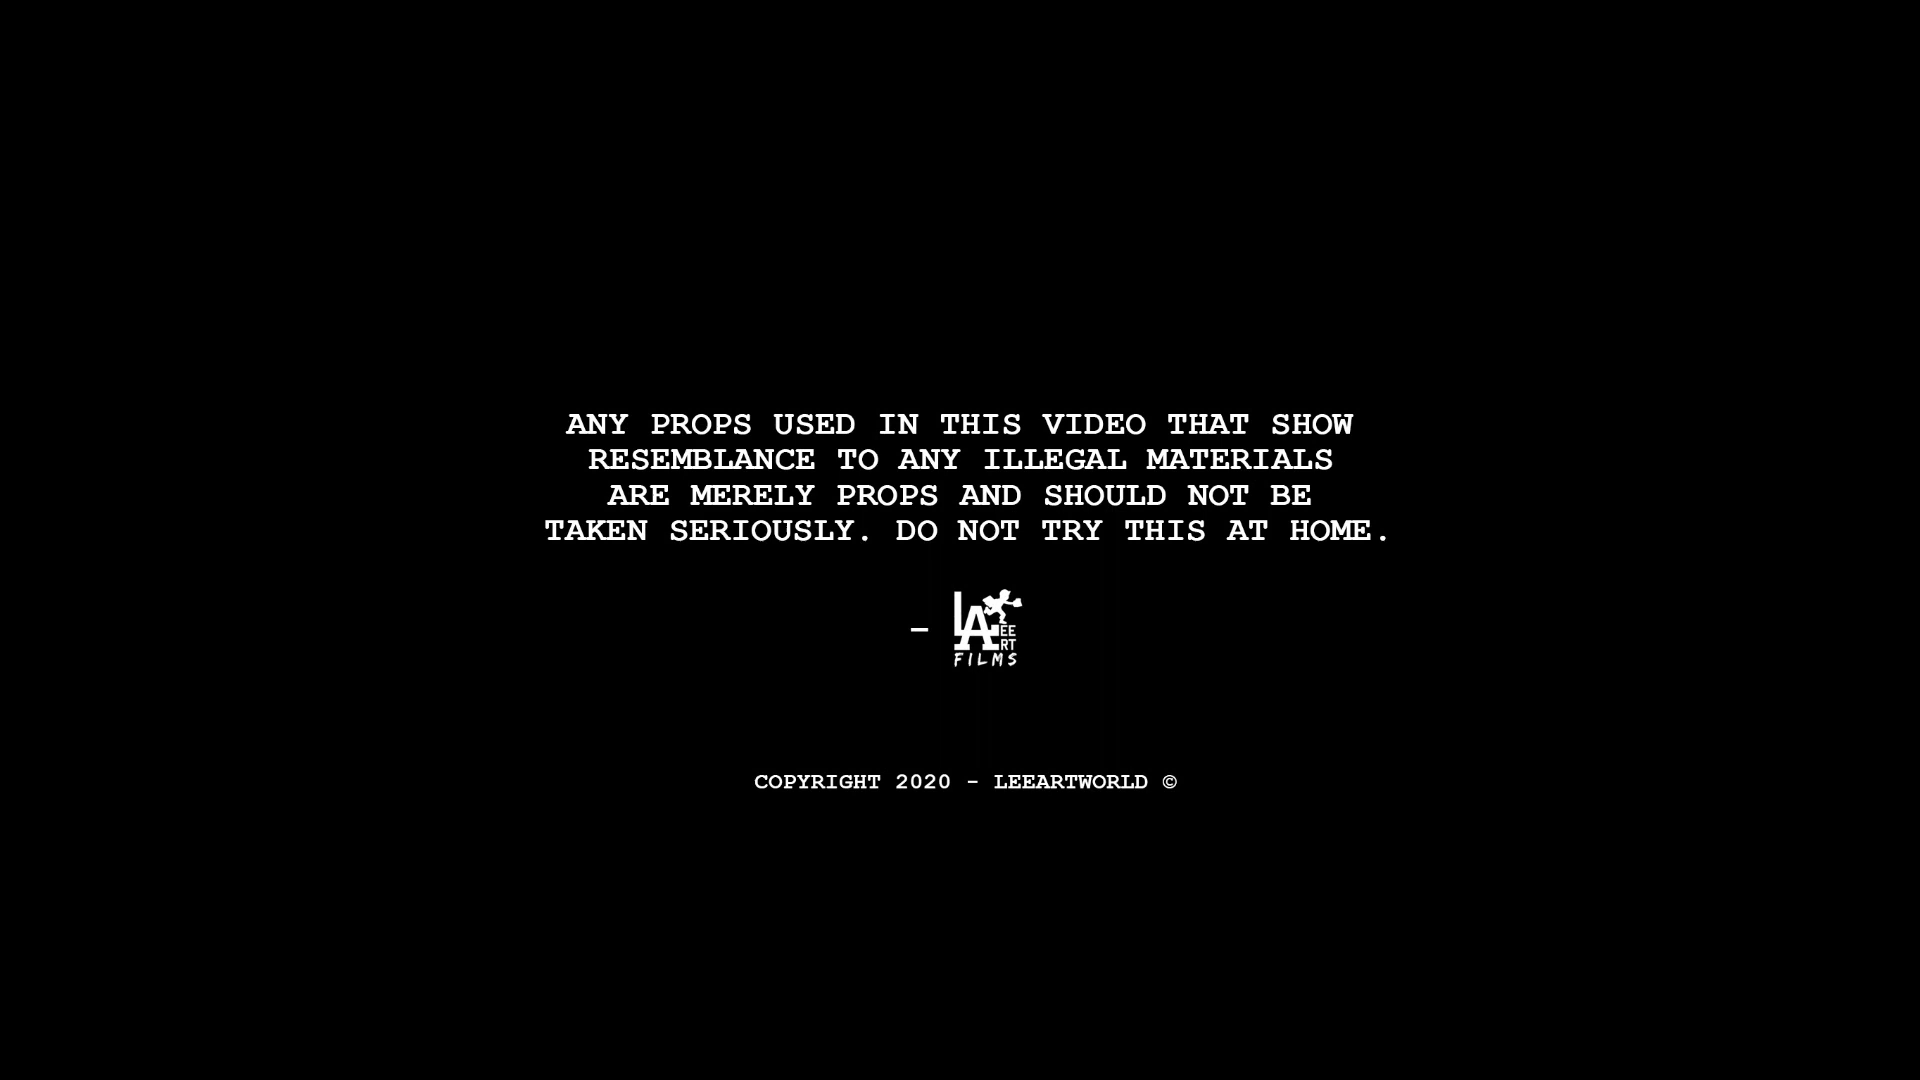 ANY PROPS USED IN THIS VIDEO THAT SHOW
RESEMBLANCE TO ANY ILLEGAL MATERIALS
ARE MERELY PROPS AND SHOULD NOT BE
TAKEN SERIOUSLY. DO NOT TRY THIS AT HOME.
- LA
EE
RT
FILMS
COPYRIGHT 2020 - LEEARTWORLD ©